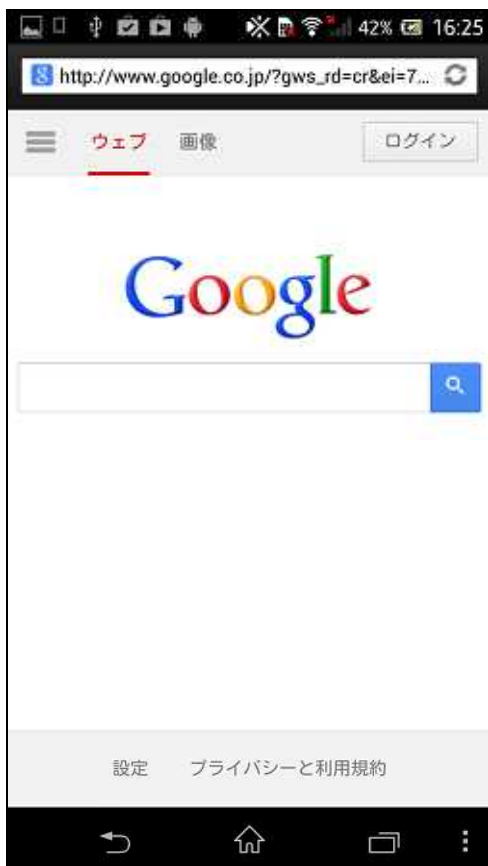 42% 16:25
http://www.google.co.jp/?gws_rd=cr&ei=7...
ウェブ 画像 ログイン
Google
設定 プライバシーと利用規約